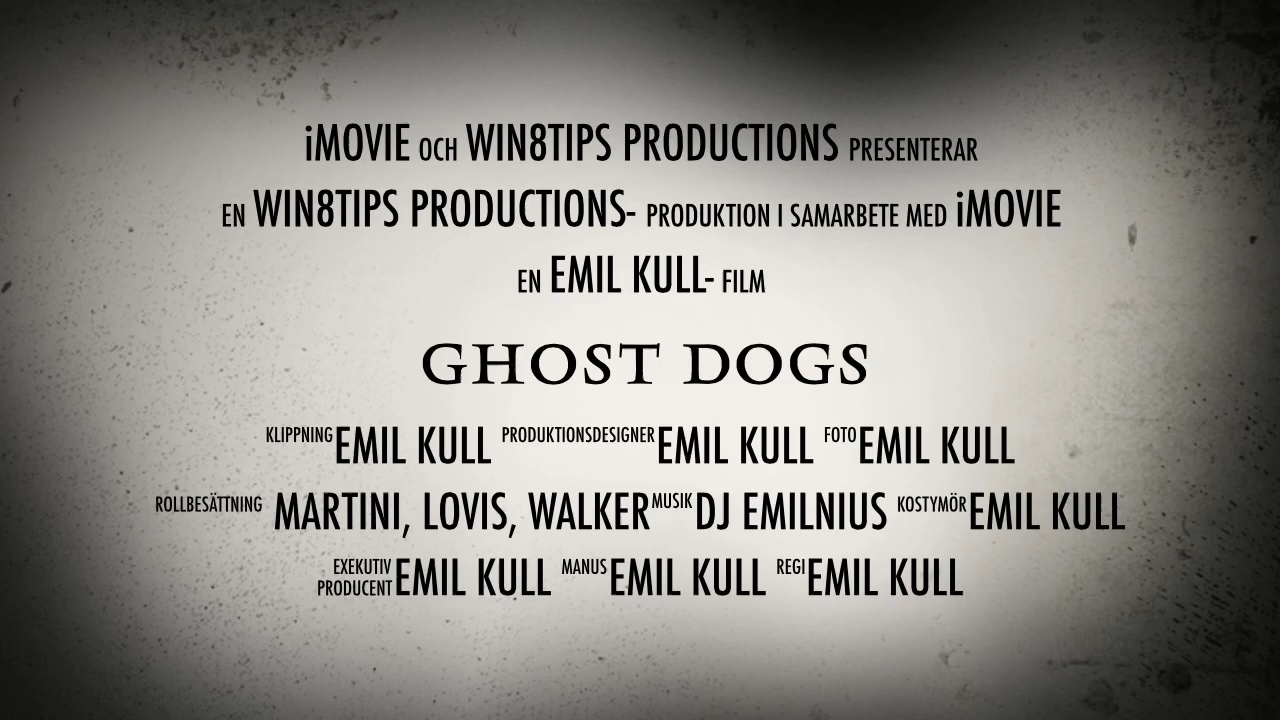 iMOVIE OCH WIN8TIPS PRODUCTIONS PRESENTERAR
EN WIN8TIPS PRODUCTIONS- PRODUKTION I SAMARBETE MED iMOVIE
EN EMIL KULL- FILM
GHOST DOGS
KLIPPNING EMIL KULL PRODUKTIONSDESIGNER EMIL KULL FOTO EMIL KULL
ROLLBESÄTTNING MARTINI, LOVIS, WALKER MUSIK DJ EMILNIUS KOSTYMÖR EMIL KULL
EXEKUTIV PRODUCENT EMIL KULL MANUS EMIL KULL REGI EMIL KULL